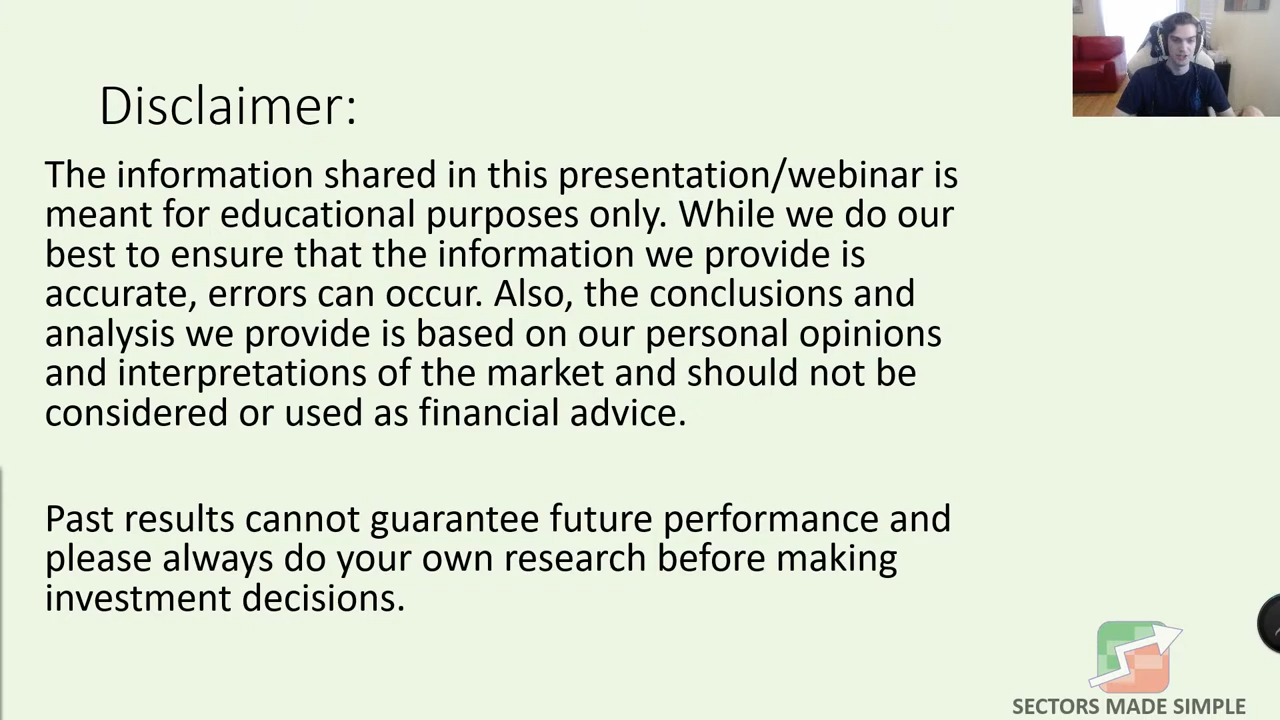 Disclaimer:
The information shared in this presentation/webinar is
meant for educational purposes only. While we do our
best to ensure that the information we provide is
accurate, errors can occur. Also, the conclusions and
analysis we provide is based on our personal opinions
and interpretations of the market and should not be
considered or used as financial advice.
Past results cannot guarantee future performance and
please always do your own research before making
investment decisions.
SECTORS MADE SIMPLE